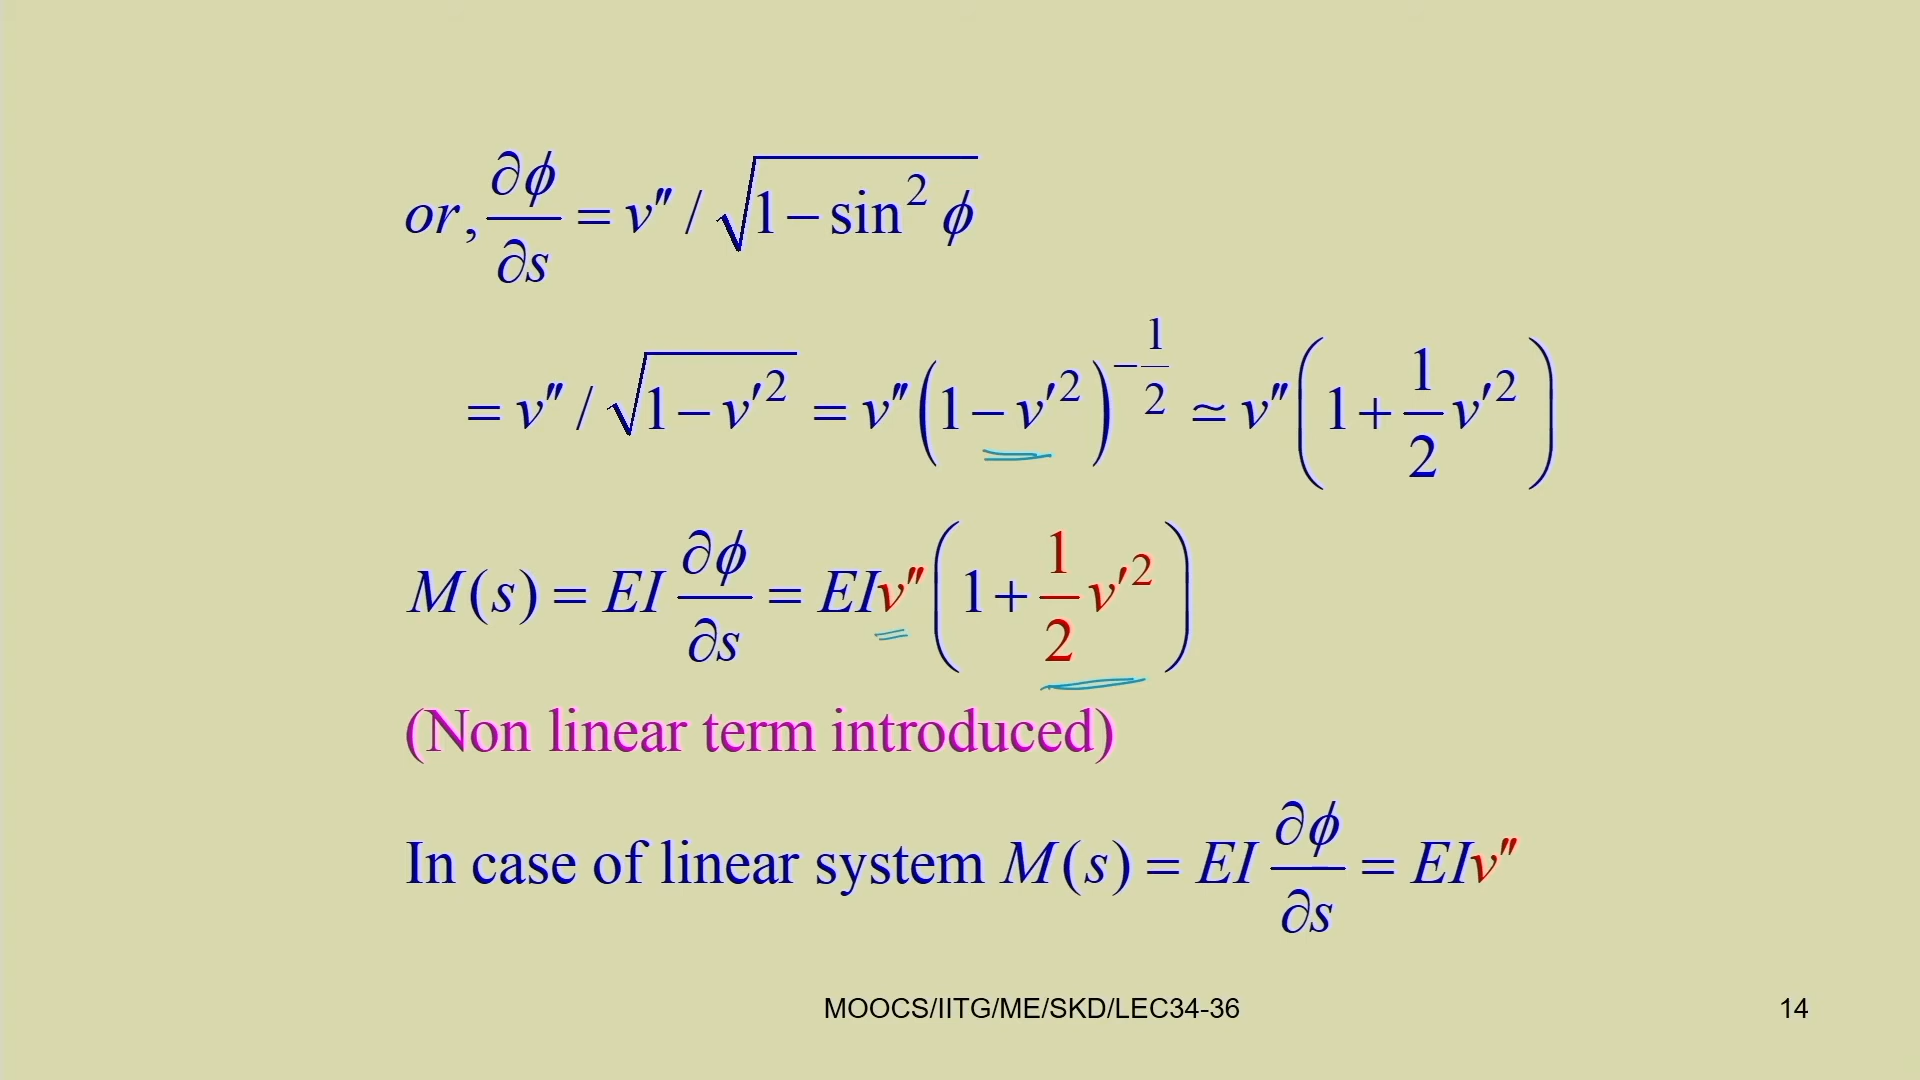 or, ∂ϕ/∂s = v″ / √(1 − sin² ϕ)
= v″ / √(1 − v′²) = v″(1 − v′²)^(−1/2) ≃ v″(1 + 1/2 v′²)
M(s) = EI ∂ϕ/∂s = EIv″(1 + 1/2 v′²)
(Non linear term introduced)
In case of linear system M(s) = EI ∂ϕ/∂s = EIv″
MOOCS/IITG/ME/SKD/LEC34-36 14